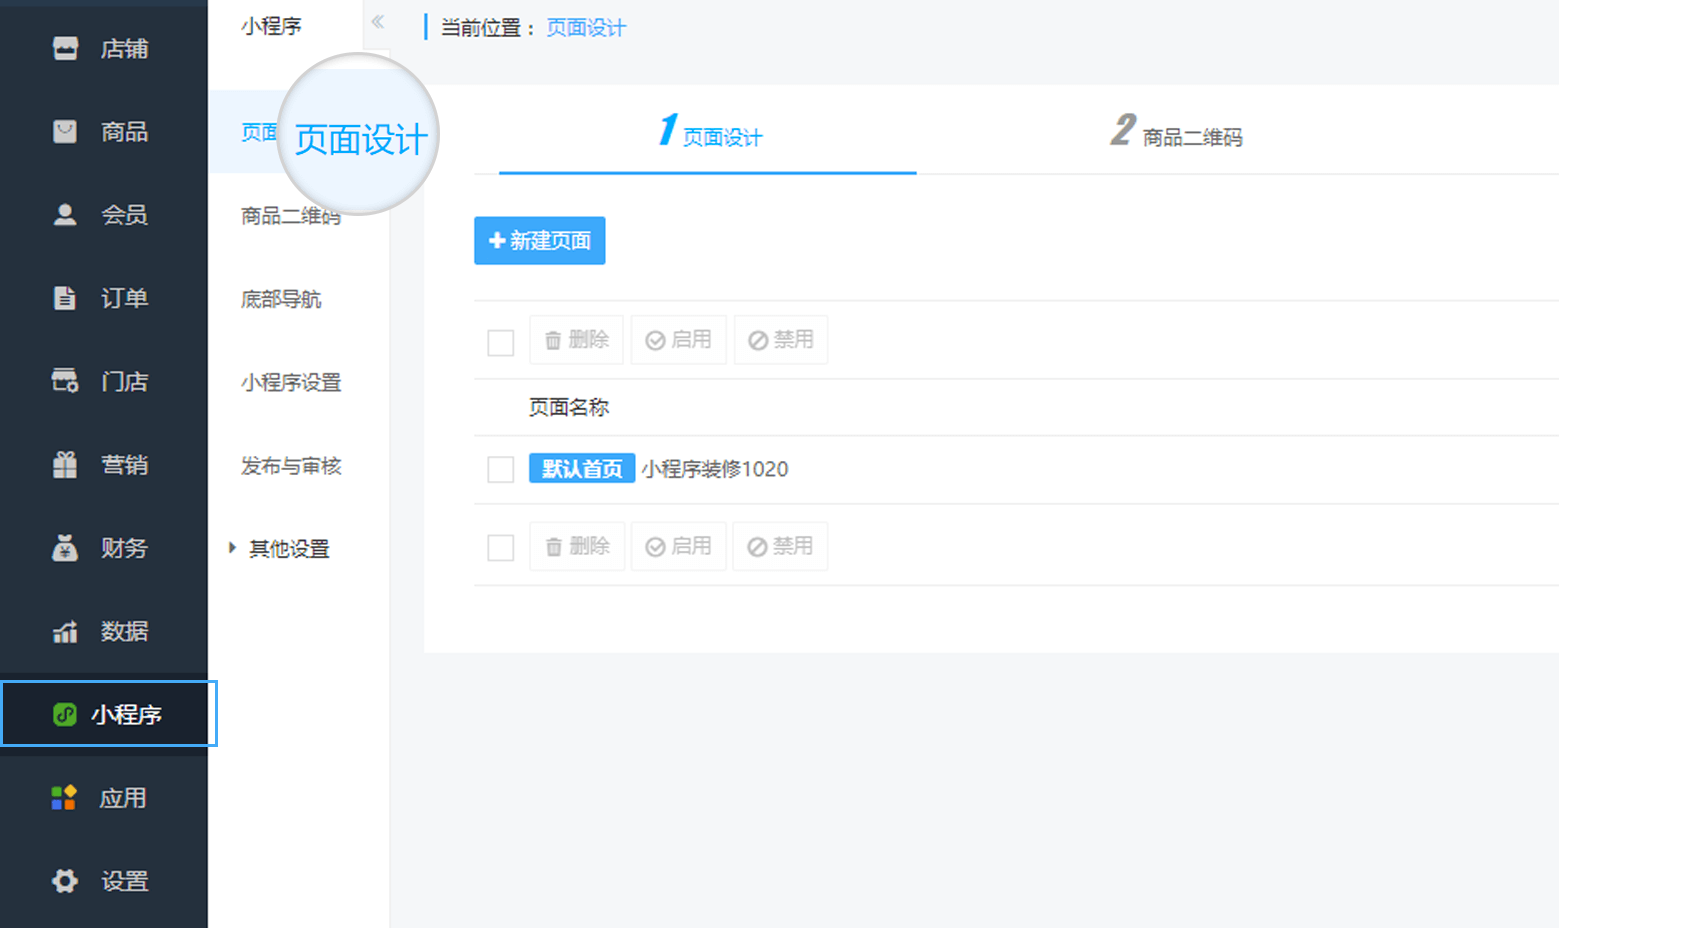 店铺
商品
会员
订单
门店
营销
财务
数据
小程序
应用
设置
小程序
页面
页面设计
商品二维码
底部导航
小程序设置
发布与审核
其他设置
当前位置： 页面设计
1 页面设计
2 商品二维码
新建页面
删除 启用 禁用
页面名称
默认首页 小程序装修1020
删除 启用 禁用